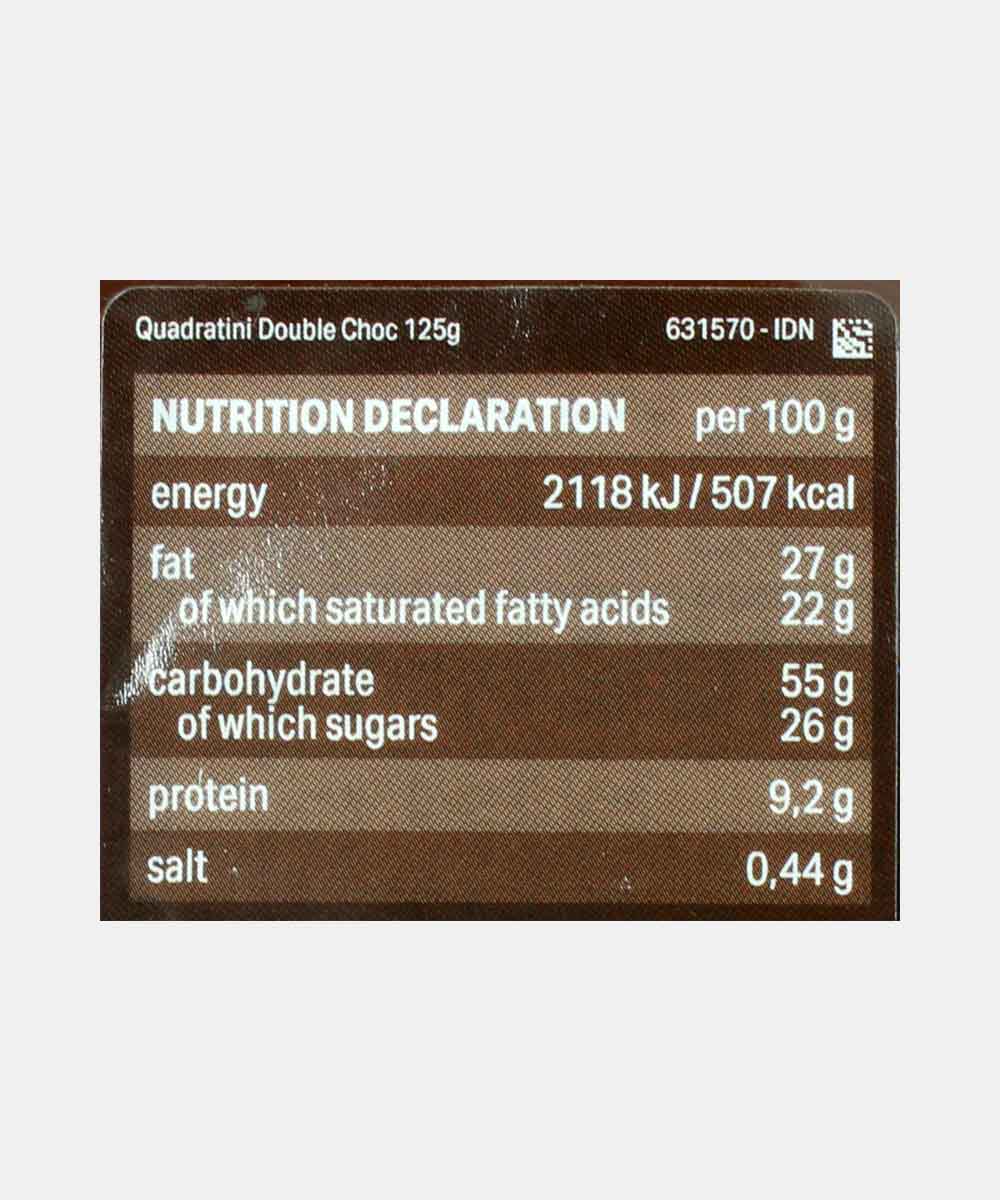 Quadratini Double Choc 125g 631570 - IDN
NUTRITION DECLARATION per 100 g
energy 2118 kJ / 507 kcal
fat 27 g
of which saturated fatty acids 22 g
carbohydrate 55 g
of which sugars 26 g
protein 9,2 g
salt 0,44 g